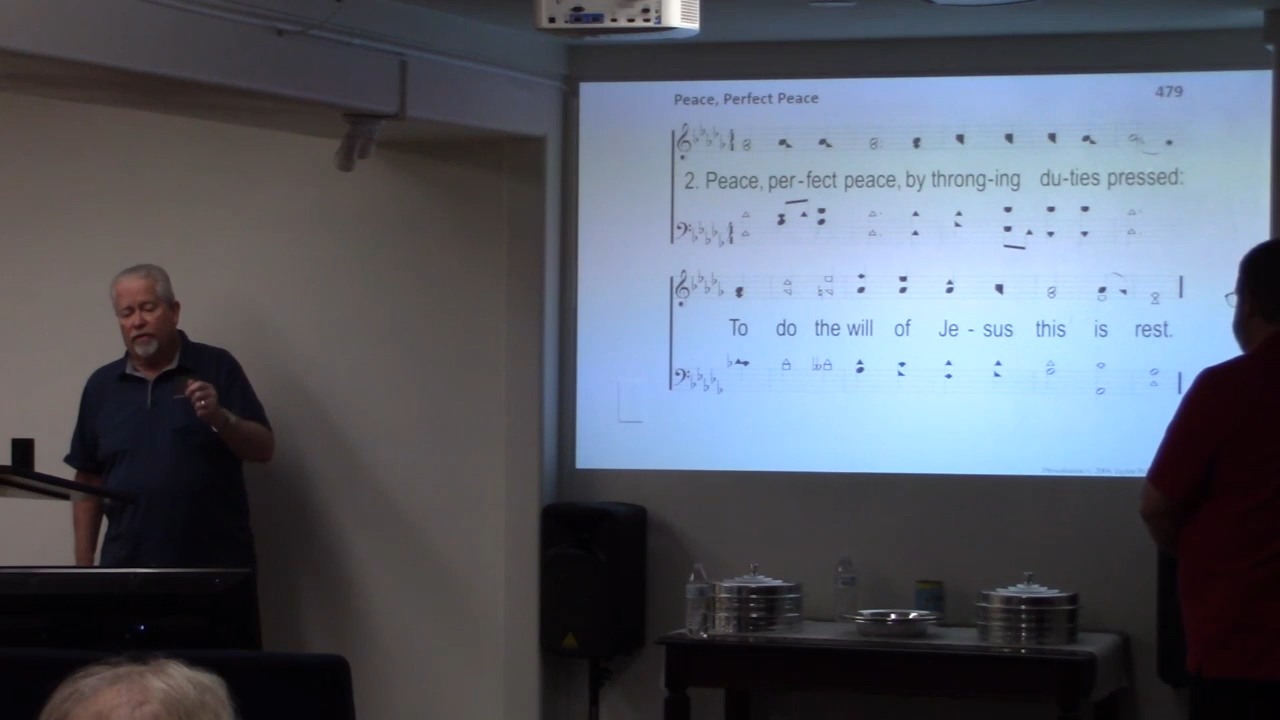 Peace, Perfect Peace 479
2. Peace, per-fect peace, by throng-ing du-ties pressed:
To do the will of Je - sus this is rest.